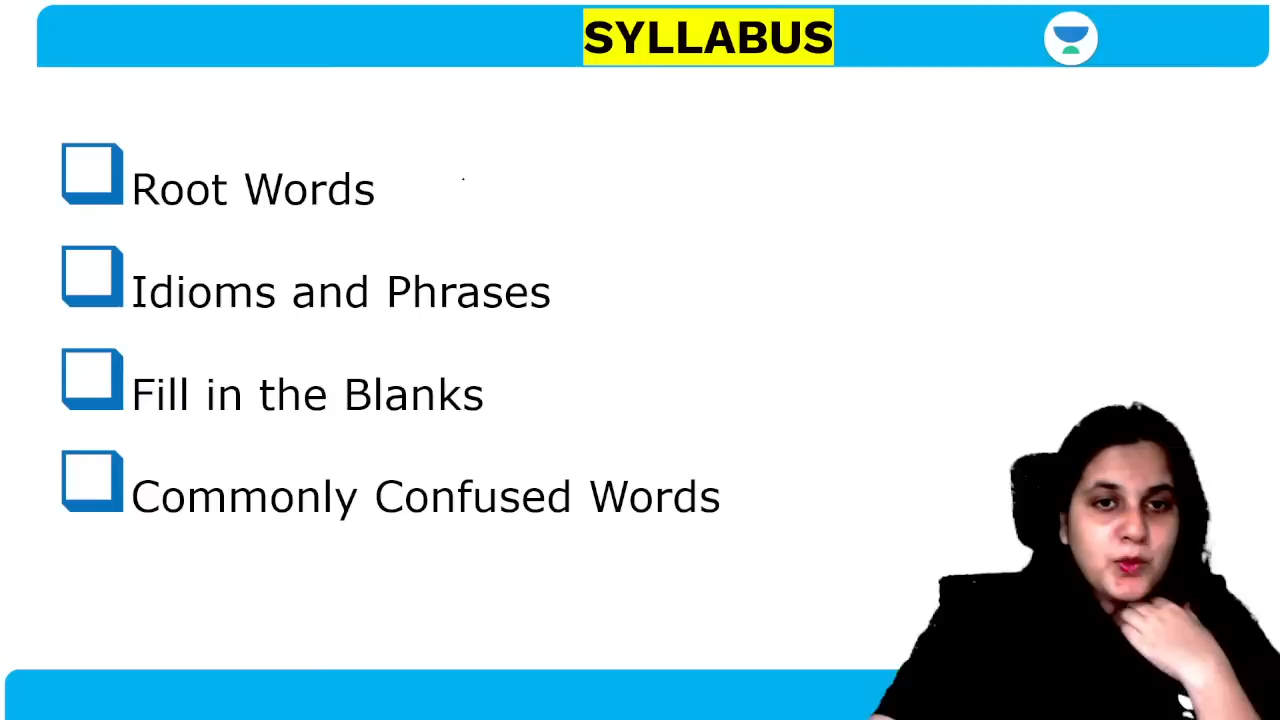 SYLLABUS
Root Words
Idioms and Phrases
Fill in the Blanks
Commonly Confused Words